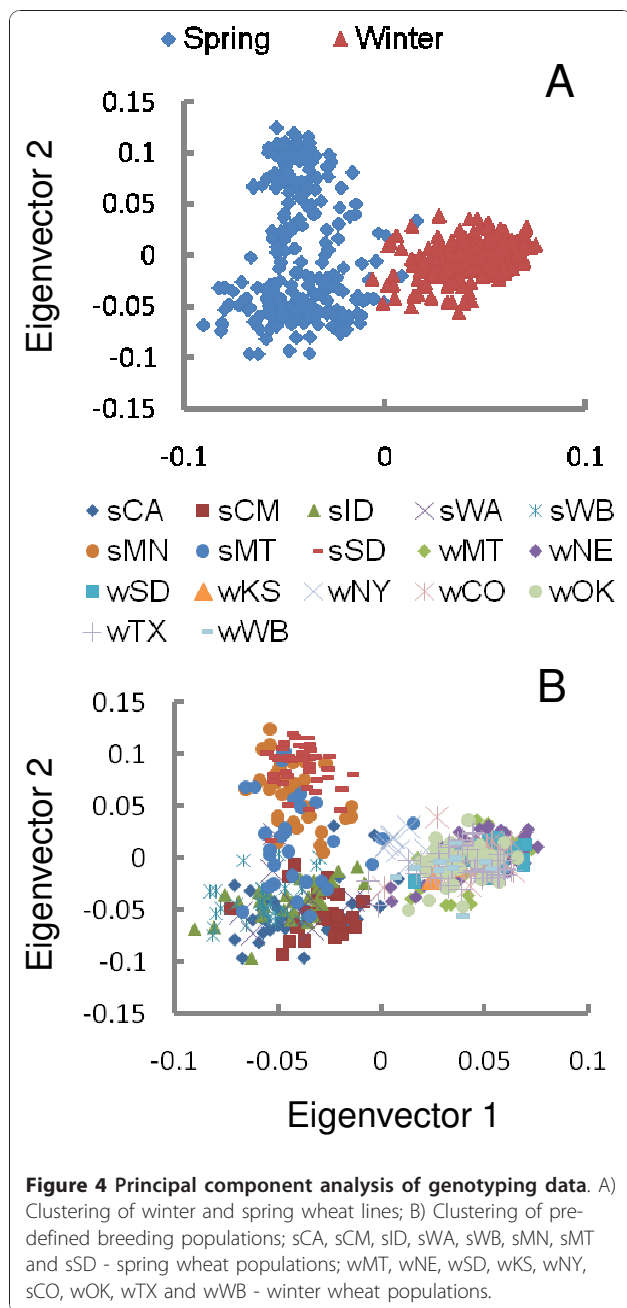 Spring Winter
A
0.15
0.1
0.05
0
-0.05
-0.1
-0.15
Eigenvector 2
-0.1 0 0.1
sCA sCM sID sWA sWB
sMN sMT sSD wMT wNE
wSD wKS wNY wCO wOK
wTX wWB
B
0.15
0.1
0.05
0
-0.05
-0.1
-0.15
Eigenvector 2
-0.1 -0.05 0 0.05 0.1
Eigenvector 1
Figure 4 Principal component analysis of genotyping data. A)
Clustering of winter and spring wheat lines; B) Clustering of pre-
defined breeding populations; sCA, sCM, sID, sWA, sWB, sMN, sMT
and sSD - spring wheat populations; wMT, wNE, wSD, wKS, wNY,
sCO, wOK, wTX and wWB - winter wheat populations.